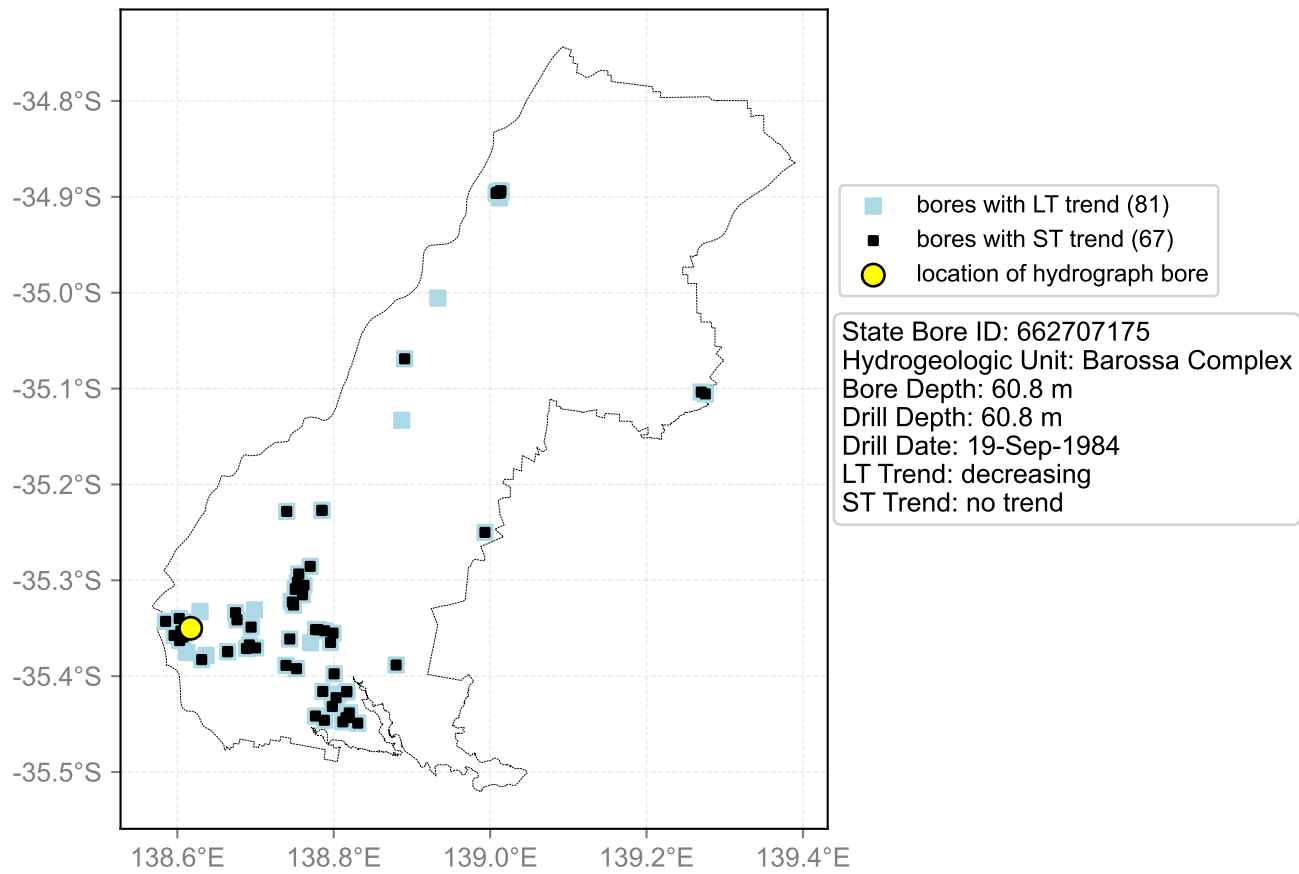 -34.8°S
-34.9°S
-35.0°S
-35.1°S
-35.2°S
-35.3°S
-35.4°S
-35.5°S
138.6°E
138.8°E
139.0°E
139.2°E
139.4°E
bores with LT trend (81)
bores with ST trend (67)
location of hydrograph bore
State Bore ID: 662707175
Hydrogeologic Unit: Barossa Complex
Bore Depth: 60.8 m
Drill Depth: 60.8 m
Drill Date: 19-Sep-1984
LT Trend: decreasing
ST Trend: no trend